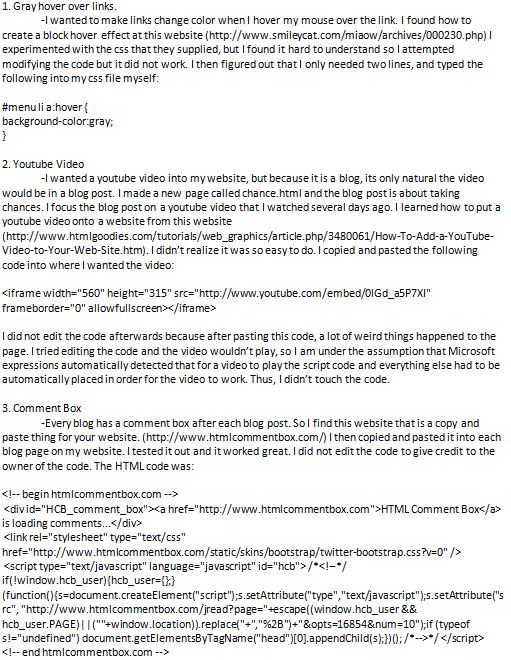 1. Gray hover over links.
-I wanted to make links change color when I hover my mouse over the link. I found how to
create a block hover effect at this website (http://www.smileycat.com/miaow/archives/000230.php) I
experimented with the css that they supplied, but I found it hard to understand so I attempted
modifying the code but it did not work. I then figured out that I only needed two lines, and typed the
following into my css file myself:
#menu li a:hover {
background-color:gray;
}
2. Youtube Video
-I wanted a youtube video into my website, but because it is a blog, its only natural the video
would be in a blog post. I made a new page called chance.html and the blog post is about taking
chances. I focus the blog post on a youtube video that I watched several days ago. I learned how to put a
youtube video onto a website from this website
(http://www.htmlgoodies.com/tutorials/web_graphics/article.php/3480061/How-To-Add-a-YouTube-
Video-to-Your-Web-Site.htm). I didn't realize it was so easy to do. I copied and pasted the following
code into where I wanted the video:
<iframe width="560" height="315" src="http://www.youtube.com/embed/0IGd_a5P7XI"
frameborder="0" allowfullscreen></iframe>
I did not edit the code afterwards because after pasting this code, a lot of weird things happened to the
page. I tried editing the code and the video wouldn't play, so I am under the assumption that Microsoft
expressions automatically detected that for a video to play the script code and everything else had to be
automatically placed in order for the video to work. Thus, I didn't touch the code.
3. Comment Box
-Every blog has a comment box after each blog post. So I find this website that is a copy and
paste thing for your website. (http://www.htmlcommentbox.com/) I then copied and pasted it into each
blog page on my website. I tested it out and it worked great. I did not edit the code to give credit to the
owner of the code. The HTML code was:
<!-- begin htmlcommentbox.com -->
<div id="HCB_comment_box"><a href="http://www.htmlcommentbox.com">HTML Comment Box</a>
is loading comments...</div>
<link rel="stylesheet" type="text/css"
href="http://www.htmlcommentbox.com/static/skins/bootstrap/twitter-bootstrap.css?v=0" />
<script type="text/javascript" language="javascript" id="hcb"> /*<!--*/
if(!window.hcb_user){hcb_user={};}
(function(){s=document.createElement("script");s.setAttribute("type","text/javascript");s.setAttribute("s
rc", "http://www.htmlcommentbox.com/jread?page="+escape((window.hcb_user &&
hcb_user.PAGE)||(""+window.location)).replace("+","%2B")+"&opts=16854&num=10");if (typeof
s!="undefined") document.getElementsByTagName("head")[0].appendChild(s);})(); /*-->*/ </script>
<!-- end htmlcommentbox.com -->